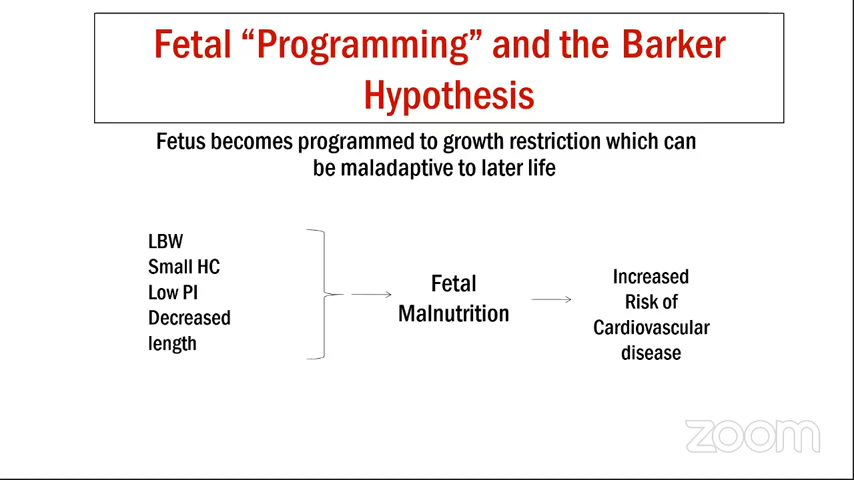 Fetal “Programming” and the Barker
Hypothesis
Fetus becomes programmed to growth restriction which can
be maladaptive to later life
LBW
Small HC
Low PI
Decreased
length
Fetal
Malnutrition
Increased
Risk of
Cardiovascular
disease
zoom